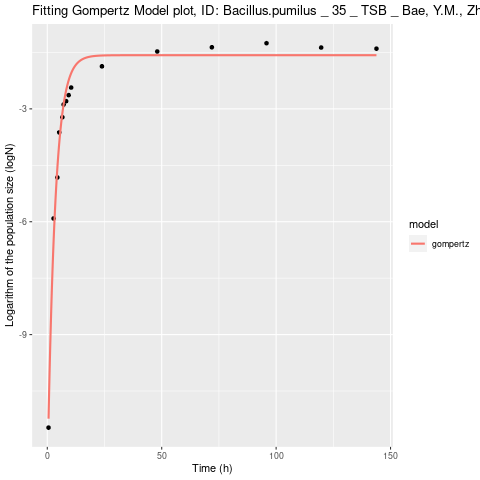 Fitting Gompertz Model plot, ID: Bacillus.pumilus _ 35 _ TSB _ Bae, Y.M., Zh
Logarithm of the population size (logN)
-3
-6
-9
0
50
100
150
Time (h)
model
gompertz